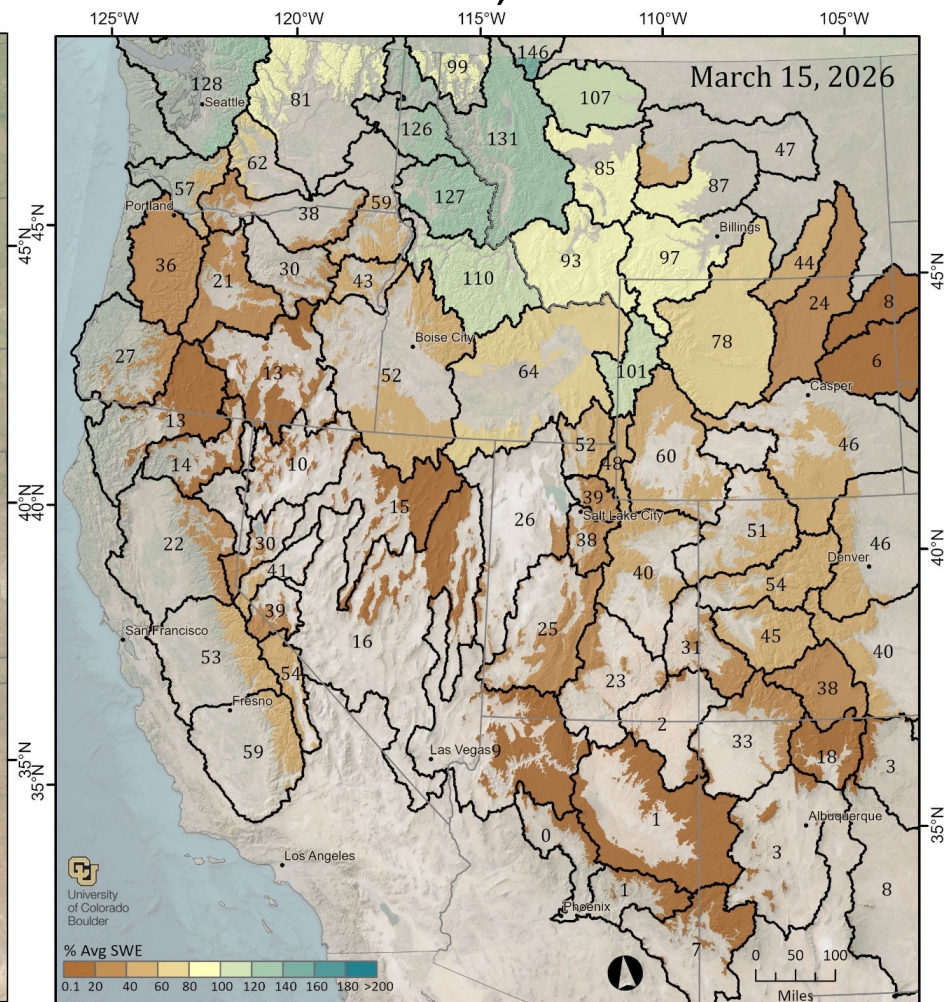 125°W 120°W 115°W 110°W 105°W
March 15, 2026
146
99
128
Seattle
81
107
126
131
47
62
85
57
127
87
59
Portland
38
Billings
45°N
45°N
36
21
30
43
110
93
97
44
24
8
78
27
Boise City
13
52
64
101
6
Casper
13
14
10
52
48
60
46
40°N
15
39
Salt Lake City
26
38
51
22
30
40
Denver
46
40°N
41
54
39
San Francisco
16
25
45
53
31
40
54
23
38
Fresno
2
33
18
59
Las Vegas
9
3
35°N
1
Albuquerque
35°N
0
3
Los Angeles
1
8
Phoenix
7
University
of Colorado
Boulder
% Avg SWE
0.1 20 40 60 80 100 120 140 160 180 >200
0 50 100
Miles